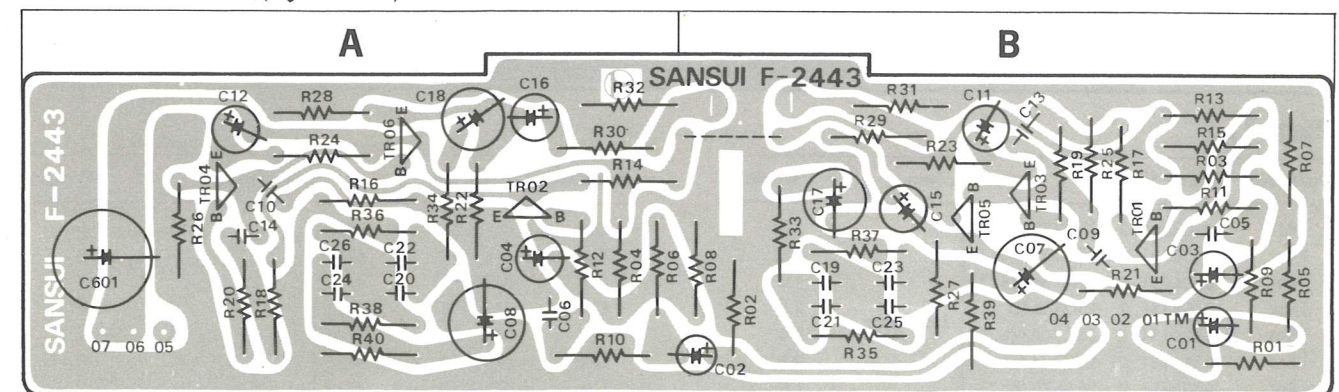 A B
SANSUI F-2443
SANSUI F-2443
C12 R28 C18 C16 R32 R31 C11 C13 R13
R24 TR06 E B R30 R29 R15 R07
TR04 E B R14 R23 R19 R25 R17 R03
C10 R16 R34 R22 TR02 E B C17 C15 TR05 B E TR03 E B R11
R26 C14 R36 R33 TR01 B E C05
C601 C26 C22 C04 R12 R04 R06 R08 R37 C07 C09 C03
C24 C20 C19 C23 R27 R39 R21 R09 R05
R20 R18 R38 C08 C06 R02 C21 C25 04 03 02 01 TM C01
07 06 05 R40 R10 C02 R35 R01